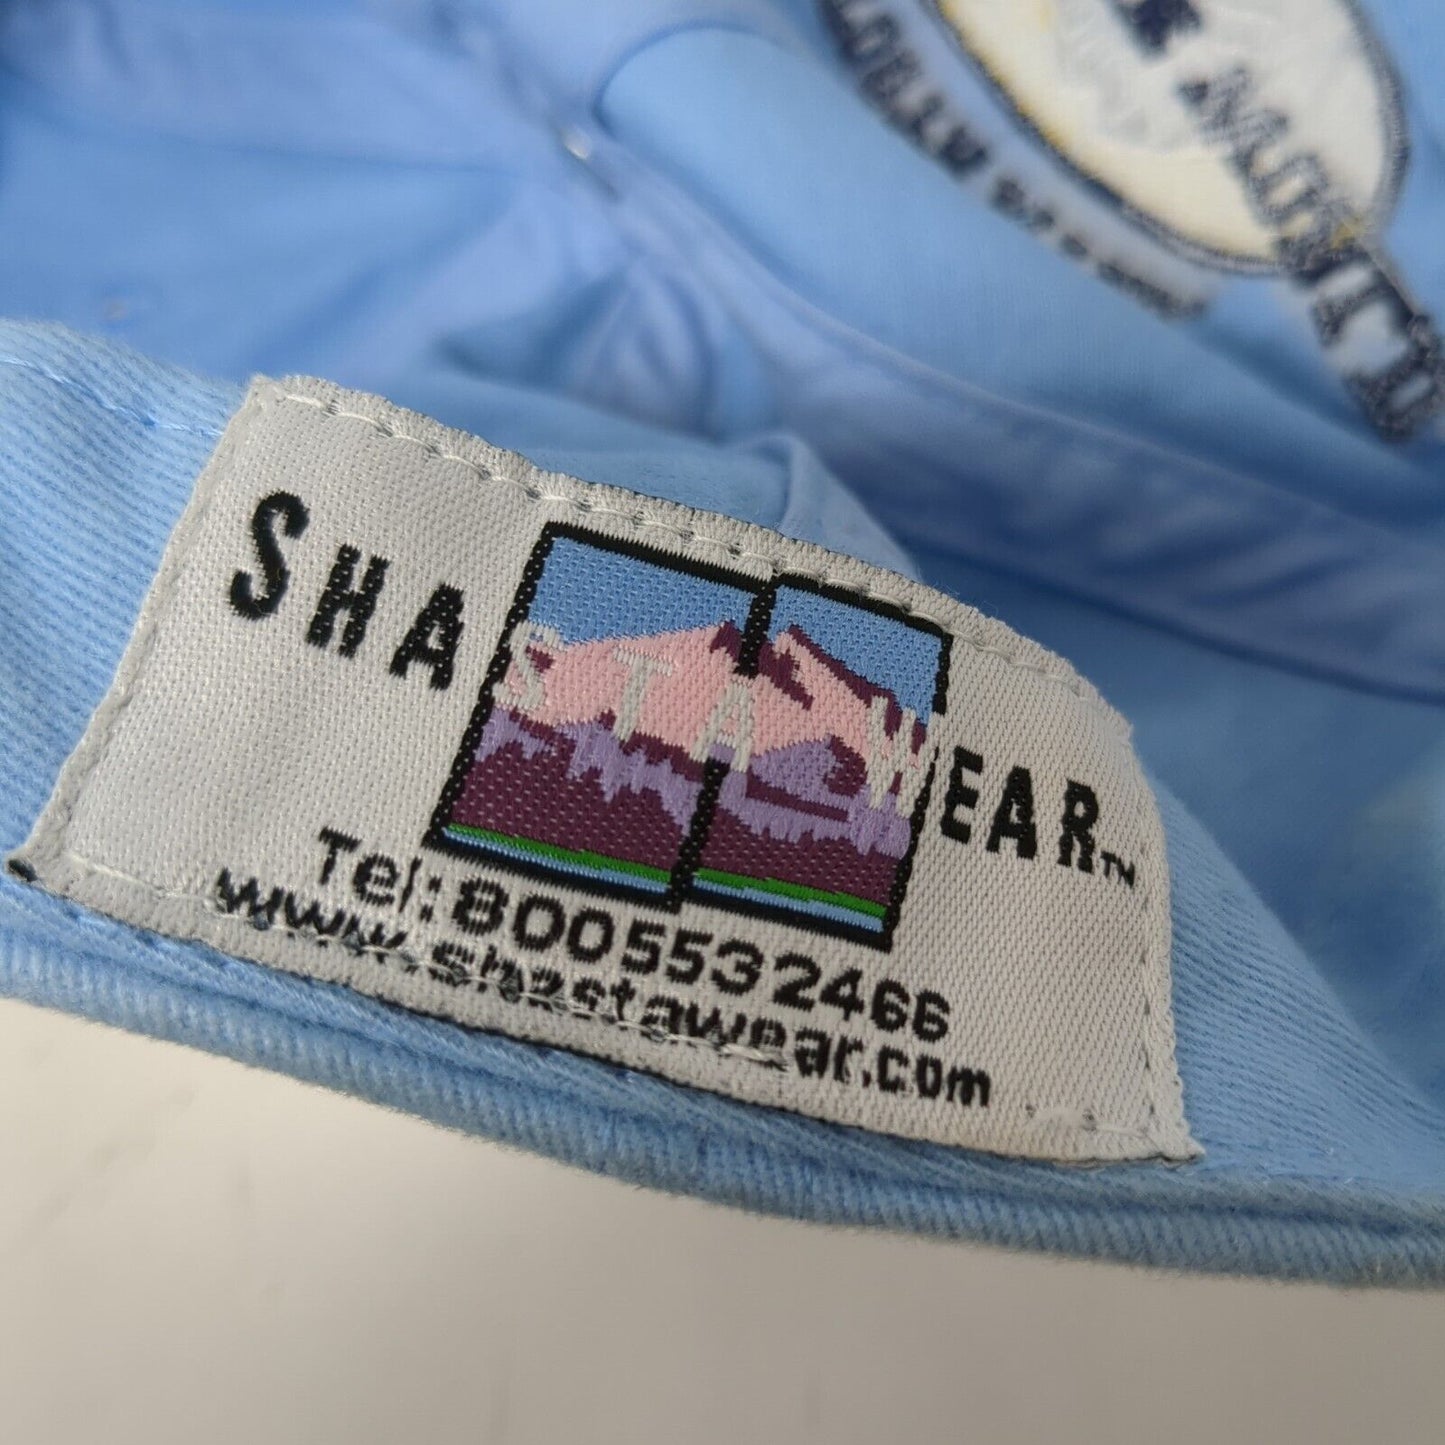 SHASTA WEAR™
Tel: 8005532466
www.shastawear.com